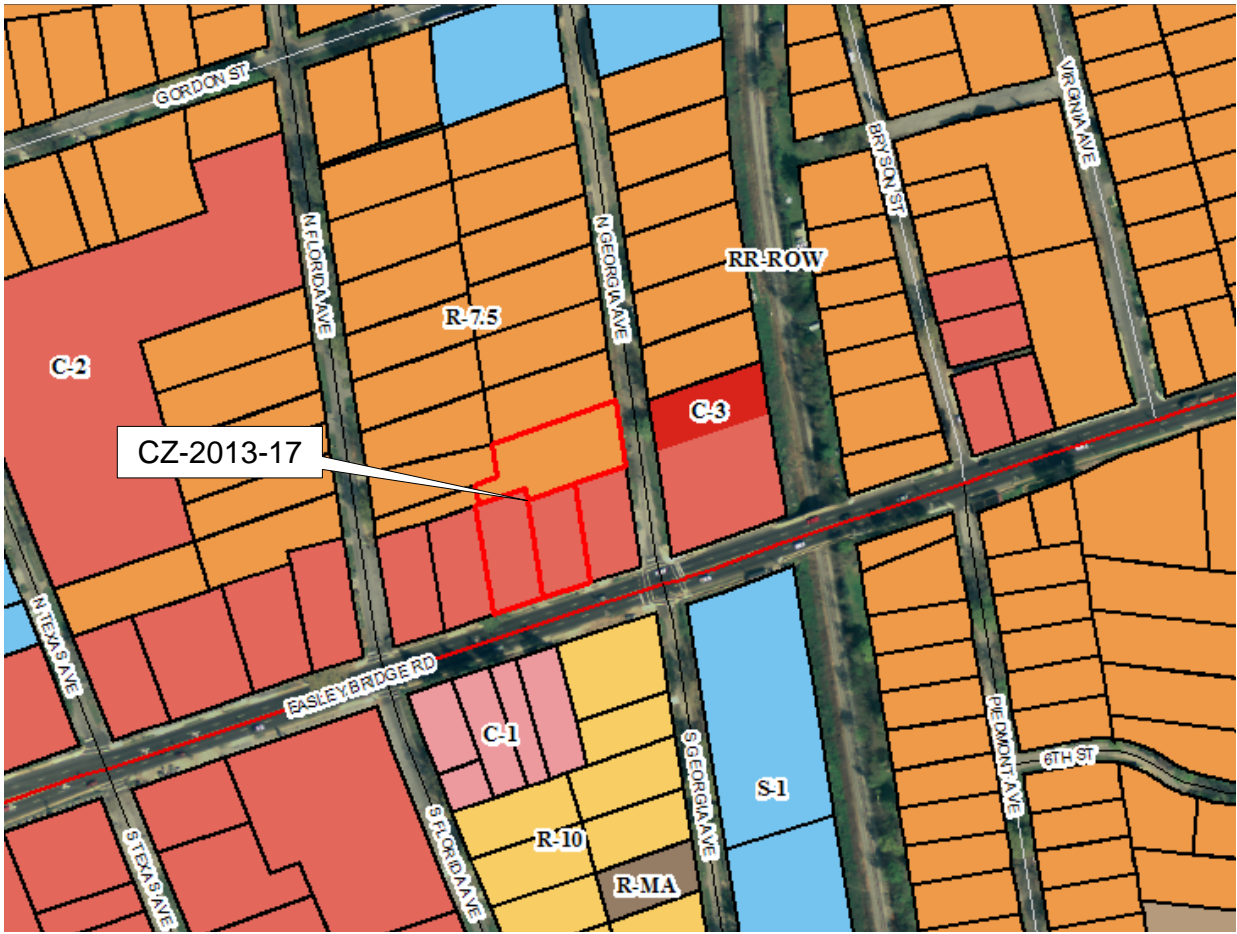 GORDON ST
VIRGINIA AVE
BRYSON ST
N FLORIDA AVE
N GEORGIA AVE
RR-ROW
R-7.5
C-2
C-3
CZ-2013-17
N TEXAS AVE
EASLEY BRIDGE RD
C-1
PIEDMONT AVE
6TH ST
S GEORGIA AVE
S-1
S FLORIDA AVE
S TEXAS AVE
R-10
R-MA